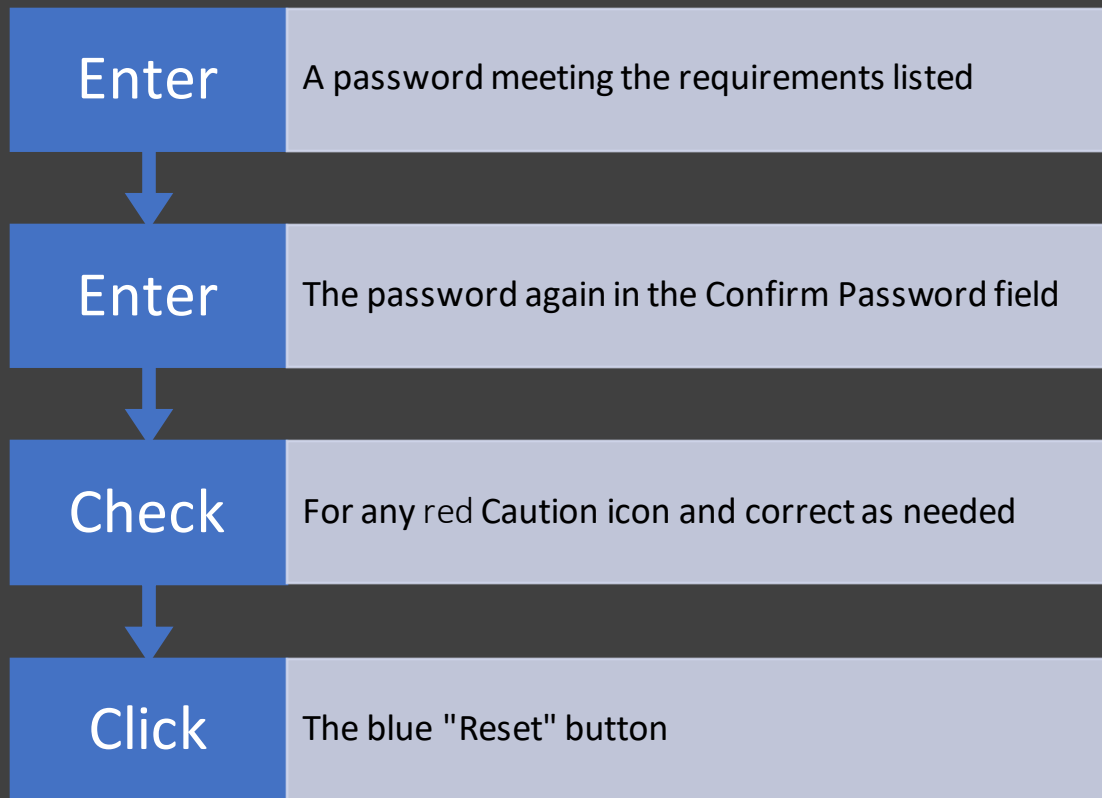 Enter
A password meeting the requirements listed
Enter
The password again in the Confirm Password field
Check
For any red Caution icon and correct as needed
Click
The blue "Reset" button